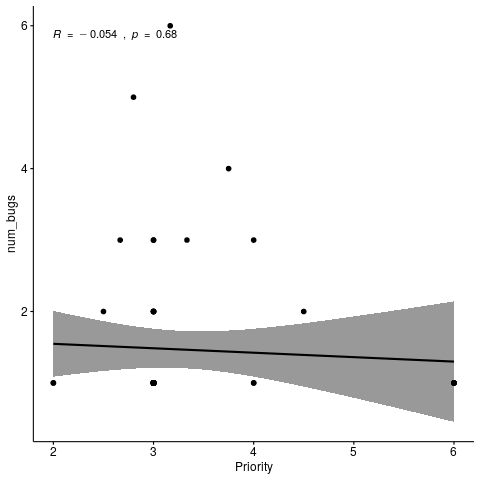 6
R = − 0.054 , p = 0.68
4
num_bugs
2
2 3 4 5 6
Priority